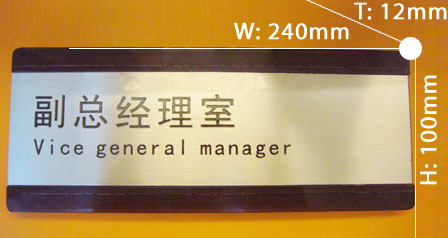 T: 12mm
W: 240mm
H: 100mm
副总经理室
Vice general manager